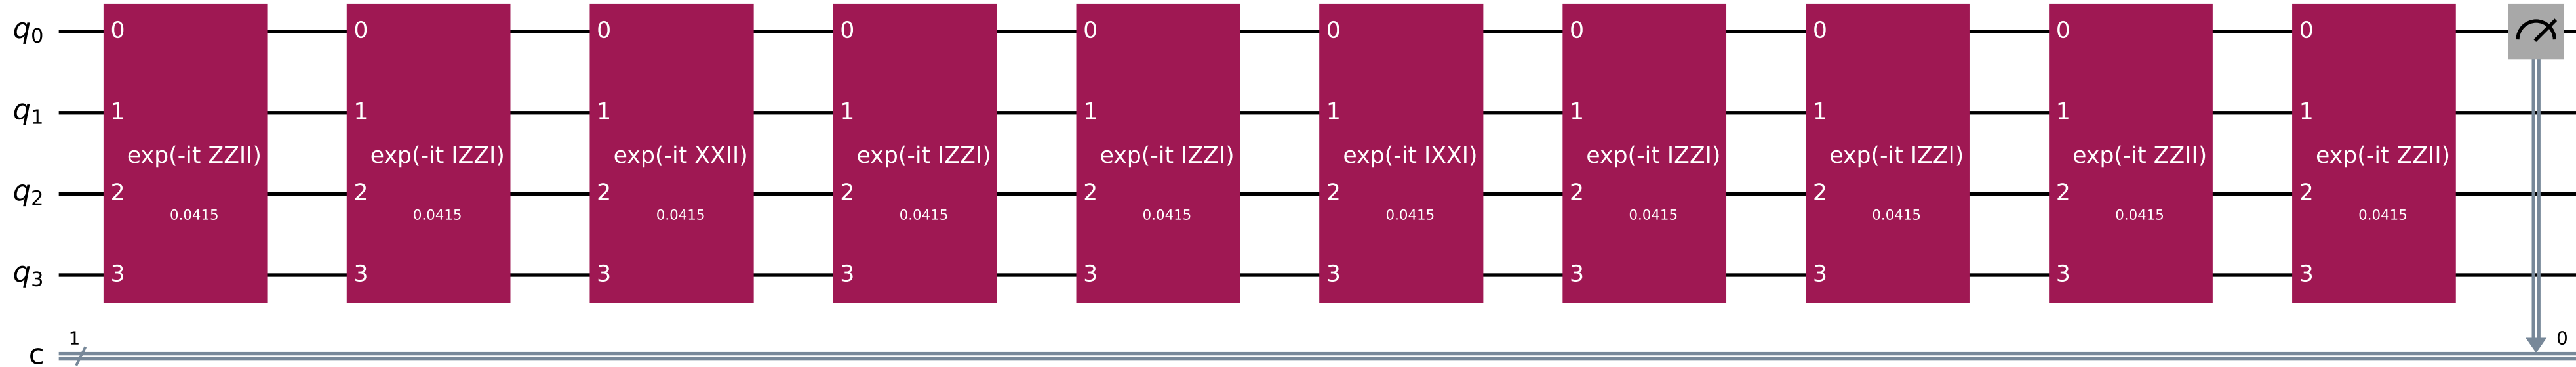 q0 0 0 0 0 0 0 0 0 0 0
q1 1 1 1 1 1 1 1 1 1 1
exp(-it ZZII) exp(-it IZZI) exp(-it XXII) exp(-it IZZI) exp(-it IZZI) exp(-it IXXI) exp(-it IZZI) exp(-it IZZI) exp(-it ZZII) exp(-it ZZII)
q2 2 2 2 2 2 2 2 2 2 2
0.0415 0.0415 0.0415 0.0415 0.0415 0.0415 0.0415 0.0415 0.0415 0.0415
q3 3 3 3 3 3 3 3 3 3 3
1 0
c